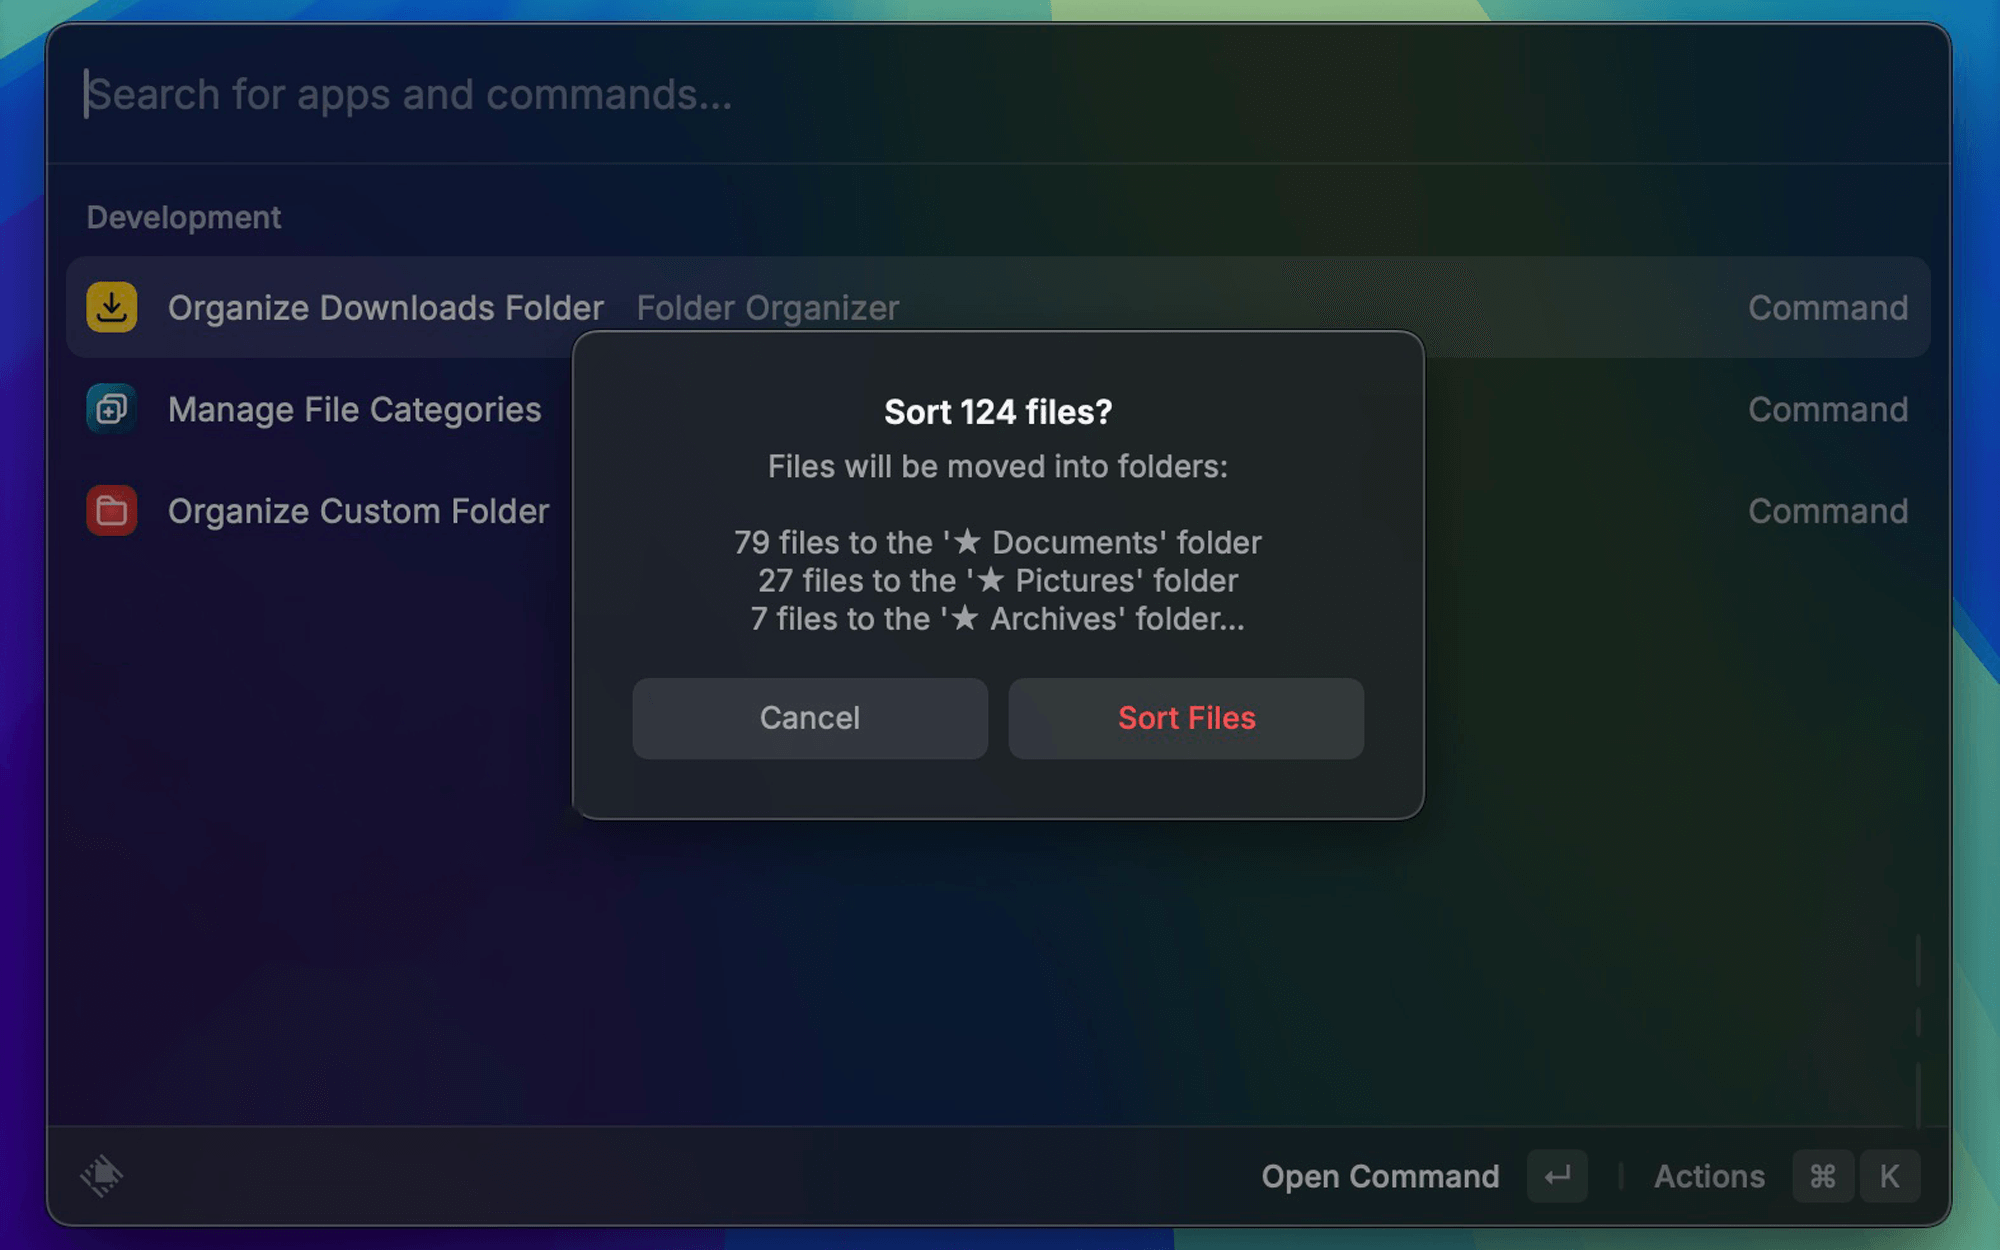 Search for apps and commands...
Development
Organize Downloads Folder Folder Organizer Command
Manage File Categories Command
Organize Custom Folder Command
Sort 124 files?
Files will be moved into folders:
79 files to the '★ Documents' folder
27 files to the '★ Pictures' folder
7 files to the '★ Archives' folder...
Cancel Sort Files
Open Command ↵ Actions ⌘ K